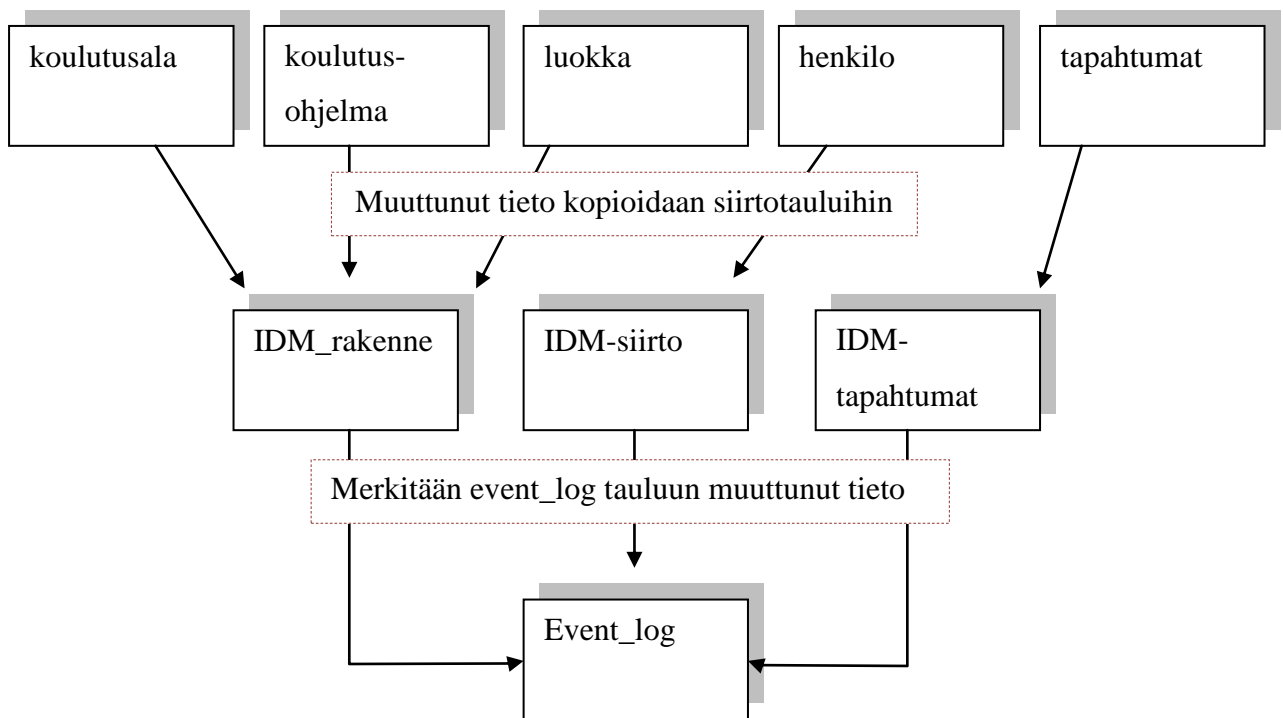 koulutusala
koulutus-
ohjelma
luokka
henkilo
tapahtumat
Muuttunut tieto kopioidaan siirtotauluihin
IDM_rakenne
IDM-siirto
IDM-
tapahtumat
Merkitään event_log tauluun muuttunut tieto
Event_log